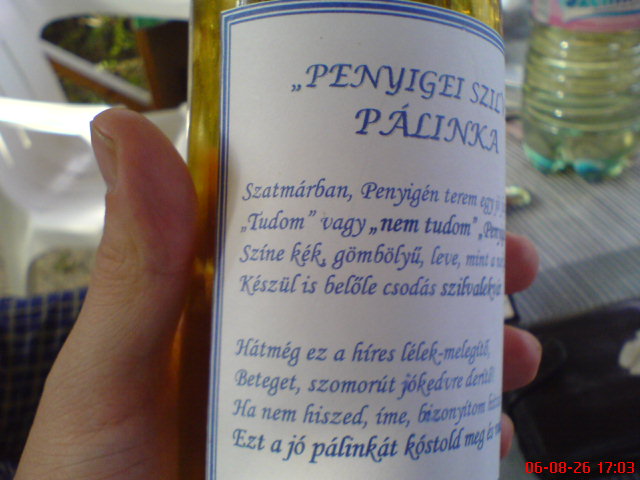 „PENYIGEI
PÁLINKA
Szatmárban, Penyigén terem egy
„Tudom” vagy „nem tudom”
Színe kék, gömbölyű, leve, mint a
Készül is belőle csodás
Hátmég ez a híres lélek-melegítő,
Beteget, szomorút jókedvre derítő!
Ha nem hiszed, íme, bizonyítom
Ezt a jó pálinkát kóstold meg és
06-08-26 17:03